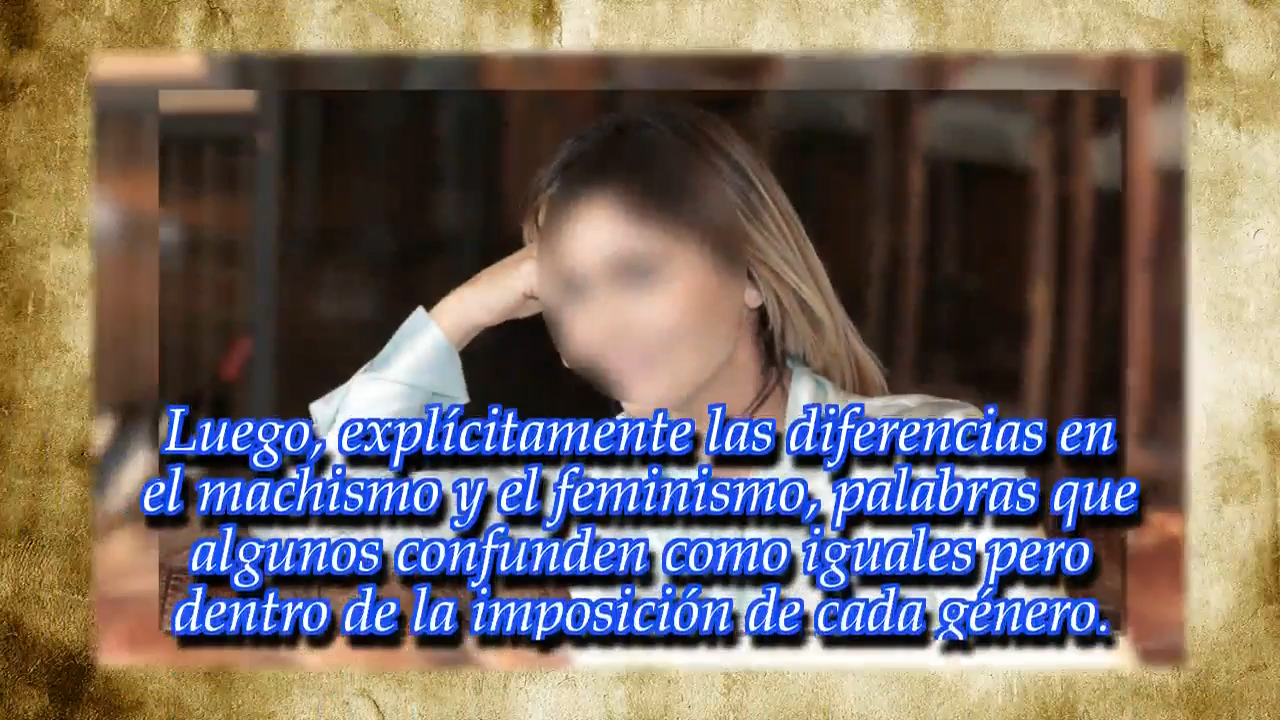 Luego, explícitamente las diferencias en
el machismo y el feminismo, palabras que
algunos confunden como iguales pero
dentro de la imposición de cada género.